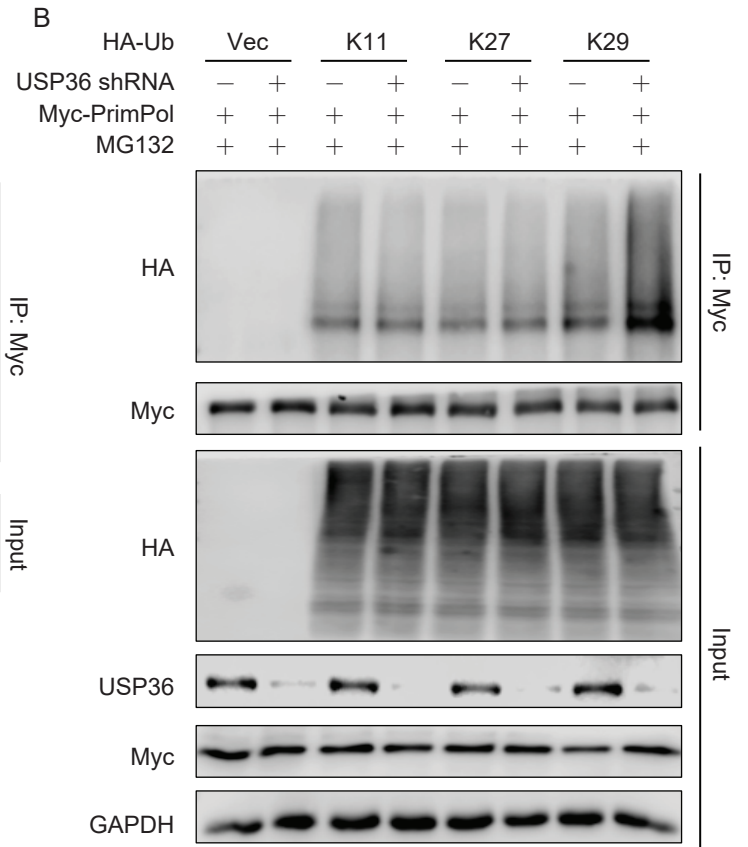 B
HA-Ub Vec K11 K27 K29
USP36 shRNA − + − + − + − +
Myc-PrimPol + + + + + + + +
MG132 + + + + + + + +
HA
Myc
IP: Myc
IP: Myc
HA
USP36
Myc
GAPDH
Input
Input